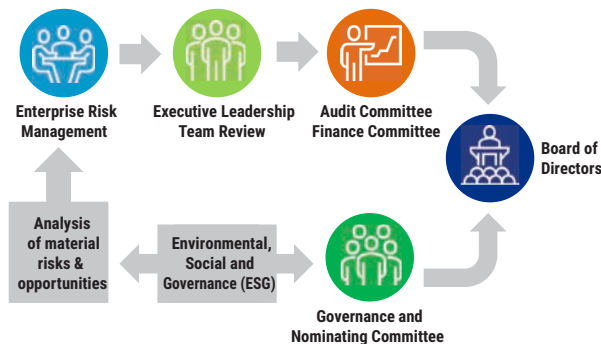 Enterprise Risk
Management
Executive Leadership
Team Review
Audit Committee
Finance Committee
Board of
Directors
Analysis
of material
risks &
opportunities
Environmental,
Social and
Governance (ESG)
Governance and
Nominating Committee